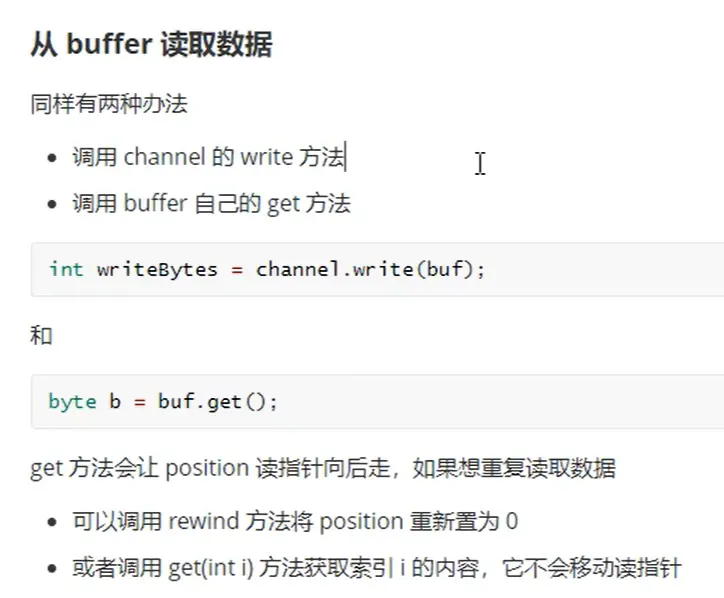 从 buffer 读取数据
同样有两种办法
调用 channel 的 write 方法
调用 buffer 自己的 get 方法
int writeBytes = channel.write(buf);
和
byte b = buf.get();
get 方法会让 position 读指针向后走，如果想重复读取数据
可以调用 rewind 方法将 position 重新置为 0
或者调用 get(int i) 方法获取索引 i 的内容，它不会移动读指针